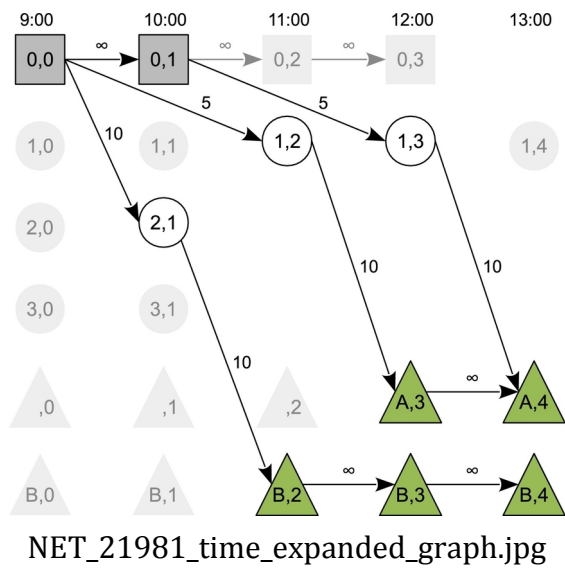 9:00 10:00 11:00 12:00 13:00
∞ ∞ ∞
0,0 0,1 0,2 0,3
5 5
10
1,0 1,1 1,2 1,3 1,4
2,0 2,1
10 10
3,0 3,1
10
∞
,0 ,1 ,2 A,3 A,4
∞ ∞
B,0 B,1 B,2 B,3 B,4
NET_21981_time_expanded_graph.jpg